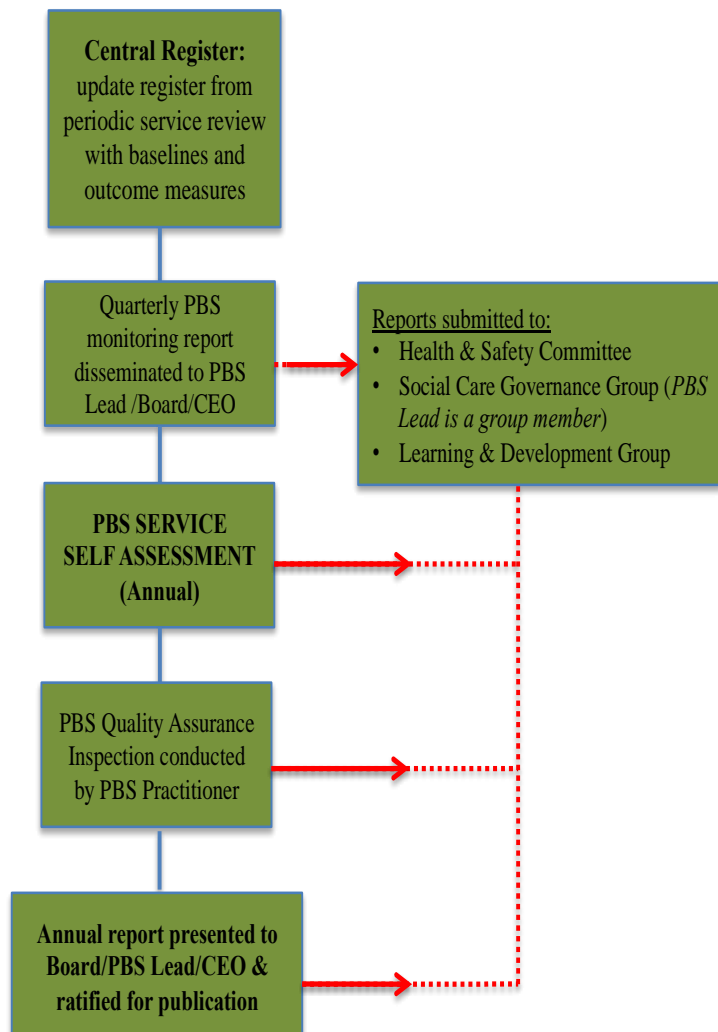 Central Register:
update register from
periodic service review
with baselines and
outcome measures
Quarterly PBS
monitoring report
disseminated to PBS
Lead /Board/CEO
Reports submitted to:
• Health & Safety Committee
• Social Care Governance Group (PBS
Lead is a group member)
• Learning & Development Group
PBS SERVICE
SELF ASSESSMENT
(Annual)
PBS Quality Assurance
Inspection conducted
by PBS Practitioner
Annual report presented to
Board/PBS Lead/CEO &
ratified for publication